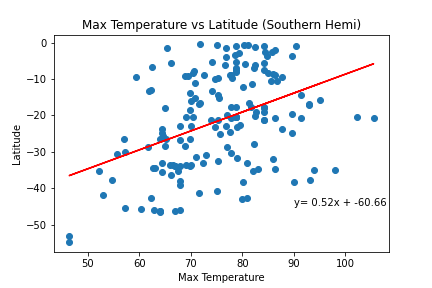 Max Temperature vs Latitude (Southern Hemi)
0
−10
−20
−30
−40
−50
Latitude
y= 0.52x + -60.66
50 60 70 80 90 100
Max Temperature